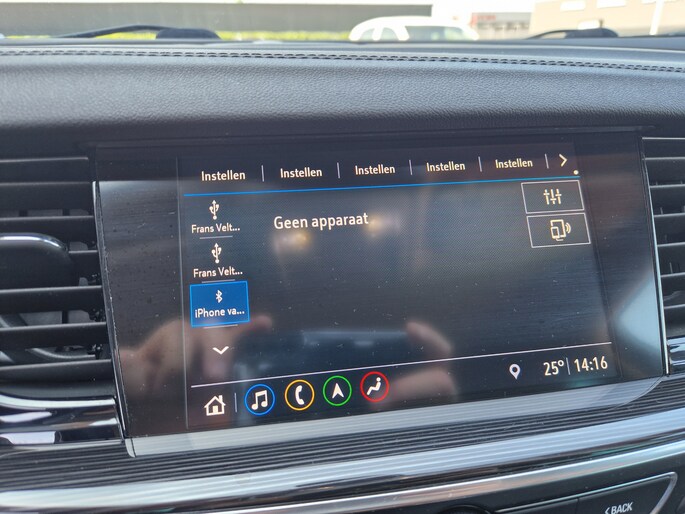 Instellen Instellen Instellen Instellen Instellen
Frans Velt...
Geen apparaat
Frans Velt...
iPhone va...
25° 14:16
BACK